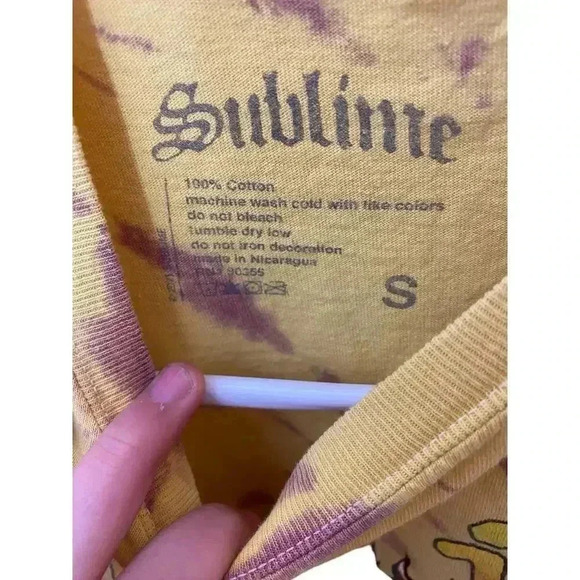 Sublime
100% Cotton
machine wash cold with like colors
do not bleach
tumble dry low
do not iron decoration
made in Nicaragua
S